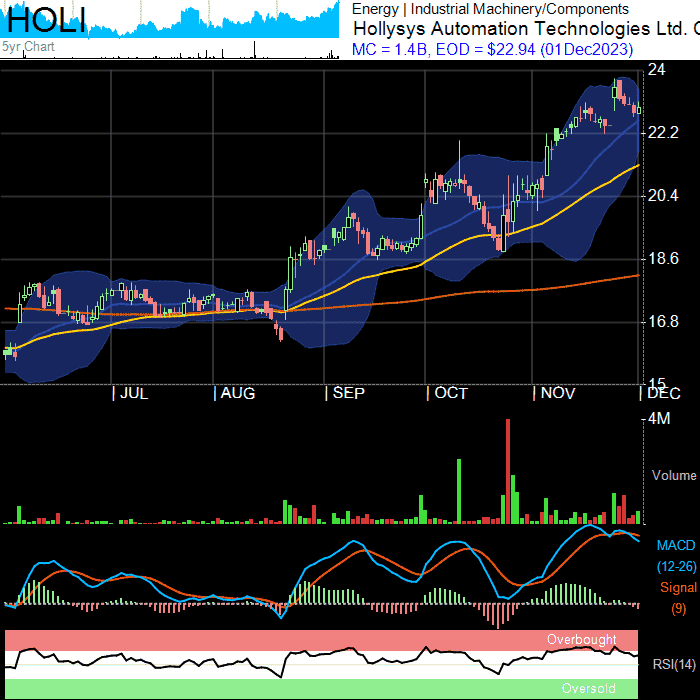 HOLI
5yr Chart
Energy | Industrial Machinery/Components
Hollysys Automation Technologies Ltd. C
MC = 1.4B, EOD = $22.94 (01Dec2023)
24
22.2
20.4
18.6
16.8
15
JUL AUG SEP OCT NOV DEC
4M
Volume
MACD
(12-26)
Signal
(9)
Overbought
RSI(14)
Oversold